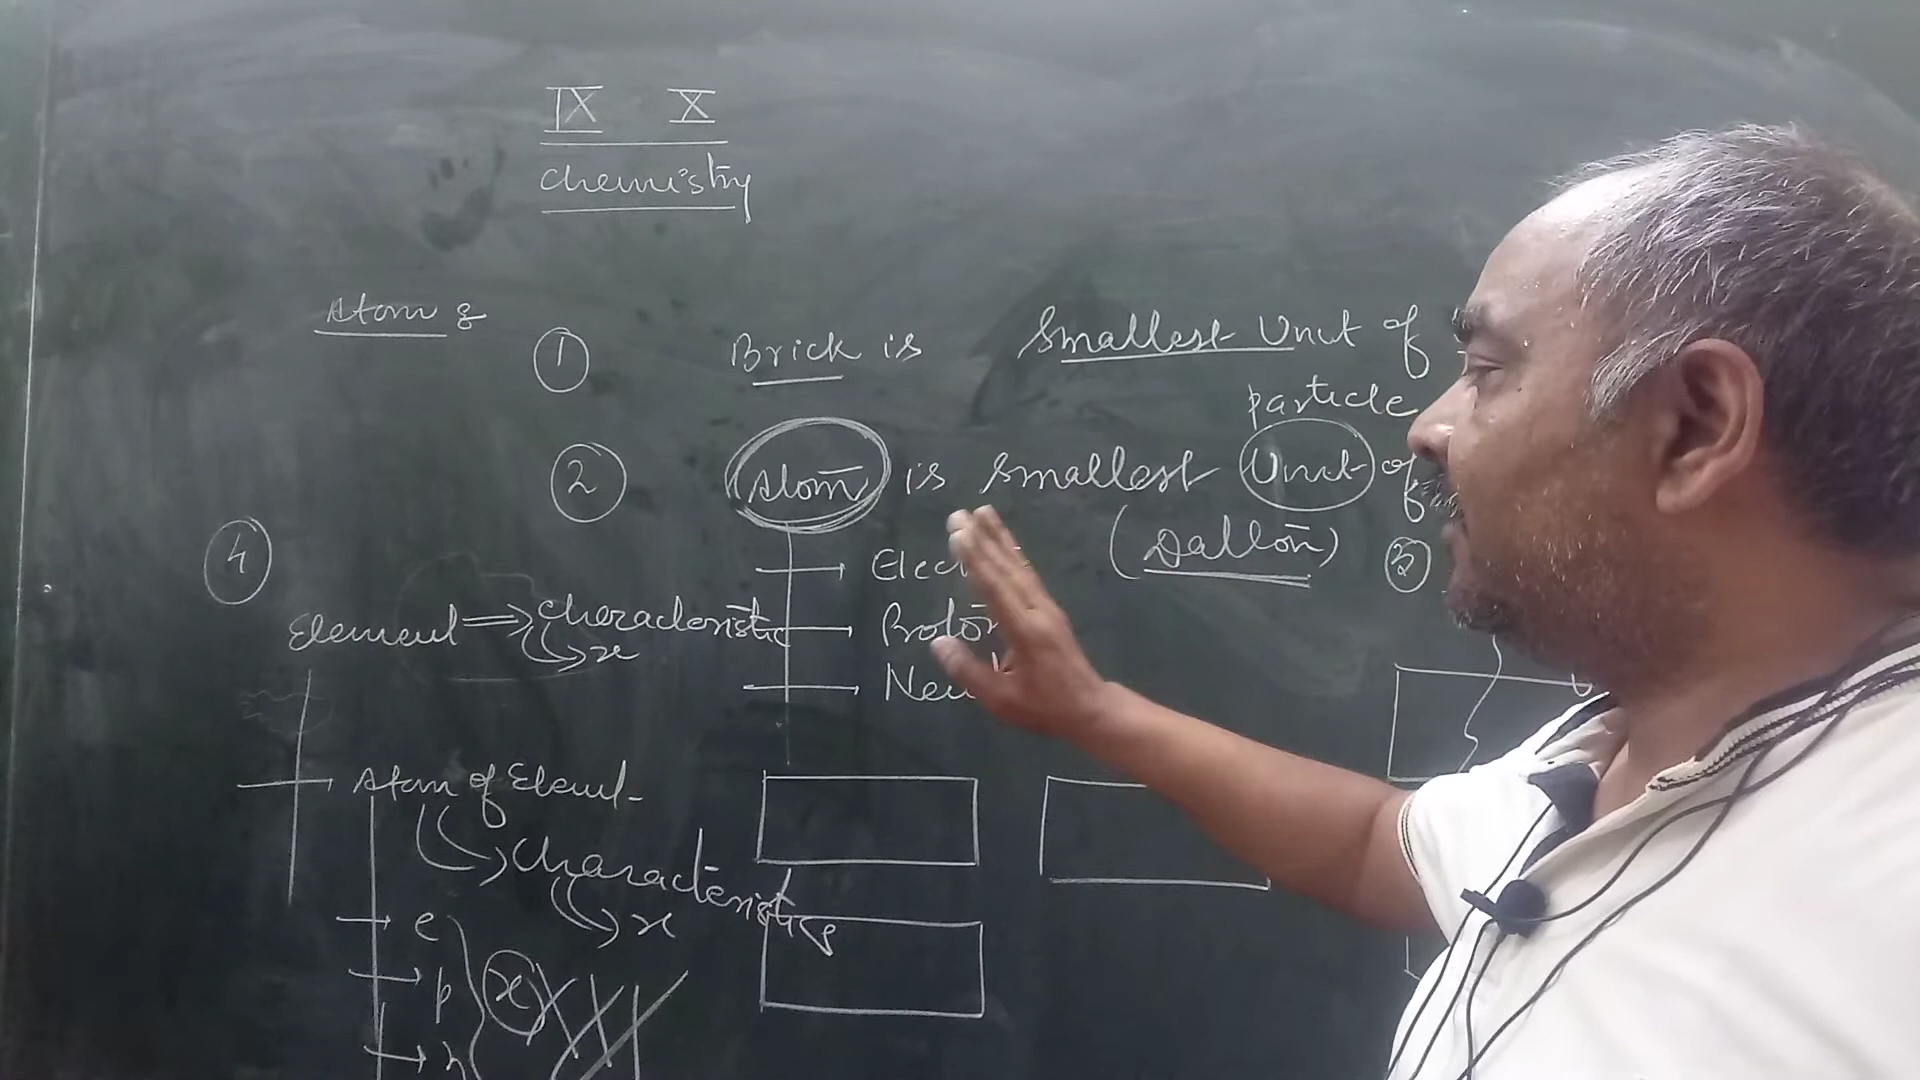 IX X
Chemistry
Atom :
1 Brick is Smallest Unit of
particle
2 Atom is smallest Unit of
(Dalton) 3
Elect
Proton
Neu
4
Element ⇒ characteristic
x
Atom of Element
characteristics
x
e
p x
n